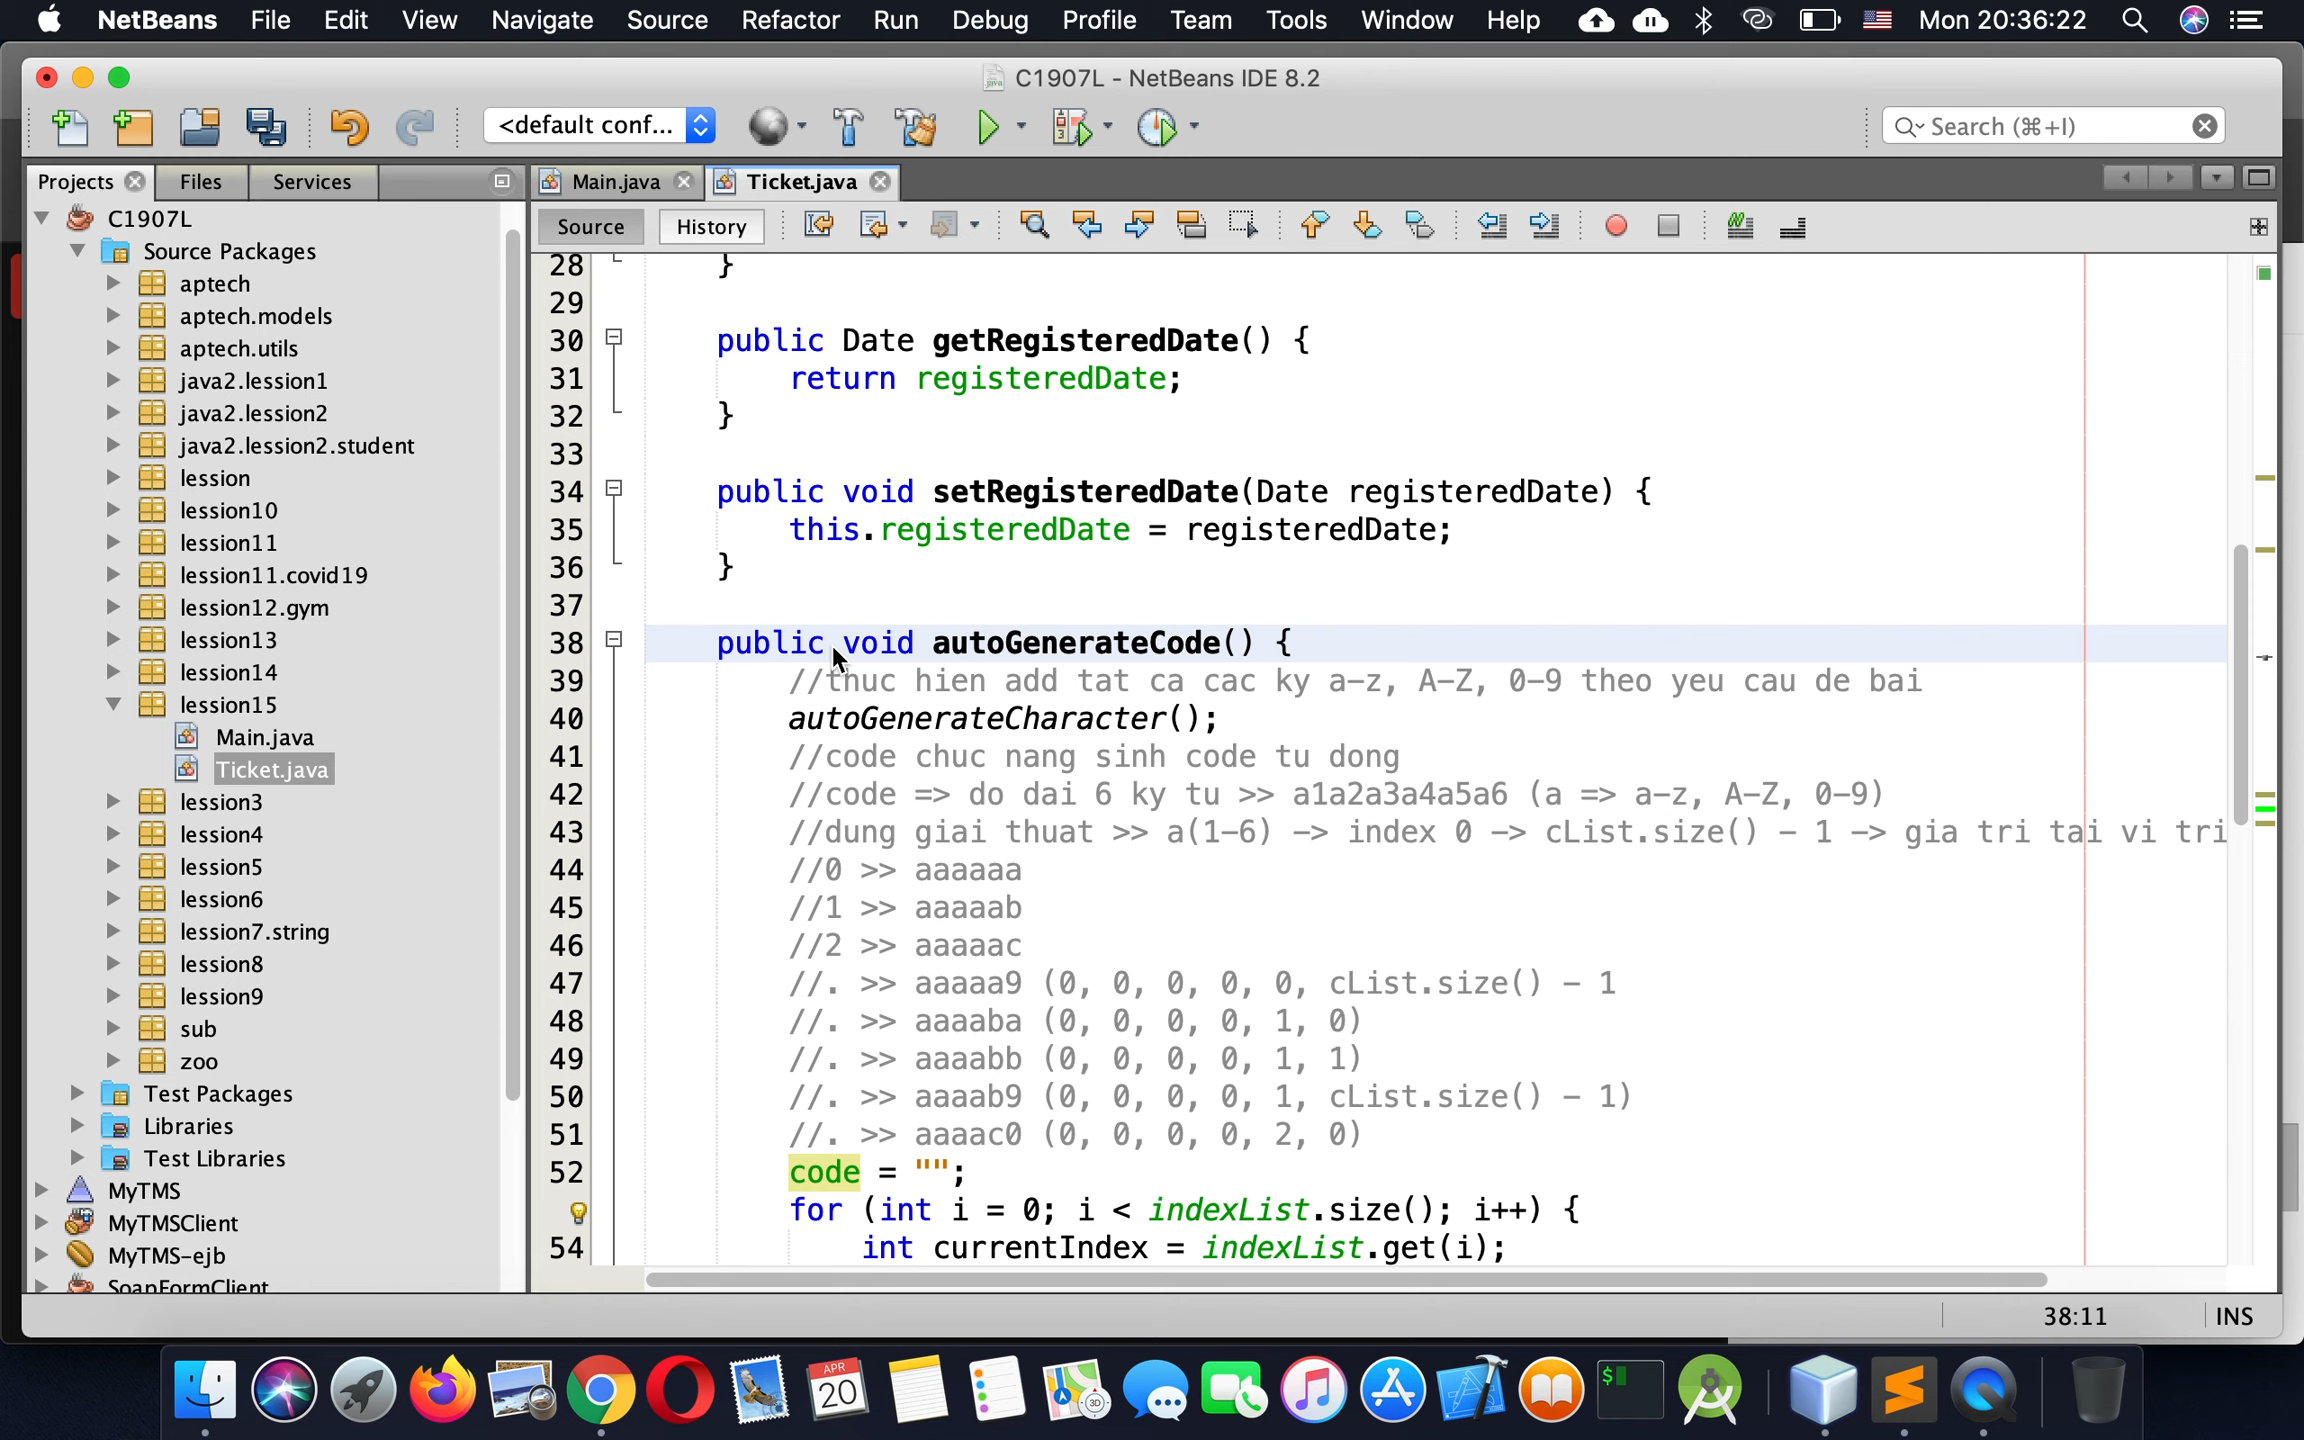 NetBeans File Edit View Navigate Source Refactor Run Debug Profile Team Tools Window Help Mon 20:36:22
C1907L - NetBeans IDE 8.2
<default conf... Search (⌘+I)
Projects Files Services Main.java Ticket.java
Source History
C1907L
Source Packages
aptech
aptech.models
aptech.utils
java2.lession1
java2.lession2
java2.lession2.student
lession
lession10
lession11
lession11.covid19
lession12.gym
lession13
lession14
lession15
Main.java
Ticket.java
lession3
lession4
lession5
lession6
lession7.string
lession8
lession9
sub
zoo
Test Packages
Libraries
Test Libraries
MyTMS
MyTMSClient
MyTMS-ejb
SoapFormClient
28 }
29
30 public Date getRegisteredDate() {
31 return registeredDate;
32 }
33
34 public void setRegisteredDate(Date registeredDate) {
35 this.registeredDate = registeredDate;
36 }
37
38 public void autoGenerateCode() {
39 //thuc hien add tat ca cac ky a-z, A-Z, 0-9 theo yeu cau de bai
40 autoGenerateCharacter();
41 //code chuc nang sinh code tu dong
42 //code => do dai 6 ky tu >> a1a2a3a4a5a6 (a => a-z, A-Z, 0-9)
43 //dung giai thuat >> a(1-6) -> index 0 -> cList.size() - 1 -> gia tri tai vi tri
44 //0 >> aaaaaa
45 //1 >> aaaaab
46 //2 >> aaaaac
47 //. >> aaaaa9 (0, 0, 0, 0, 0, cList.size() - 1
48 //. >> aaaaba (0, 0, 0, 0, 1, 0)
49 //. >> aaaabb (0, 0, 0, 0, 1, 1)
50 //. >> aaaab9 (0, 0, 0, 0, 1, cList.size() - 1)
51 //. >> aaaac0 (0, 0, 0, 0, 2, 0)
52 code = "";
for (int i = 0; i < indexList.size(); i++) {
54 int currentIndex = indexList.get(i);
38:11 INS
APR
20
3D
$